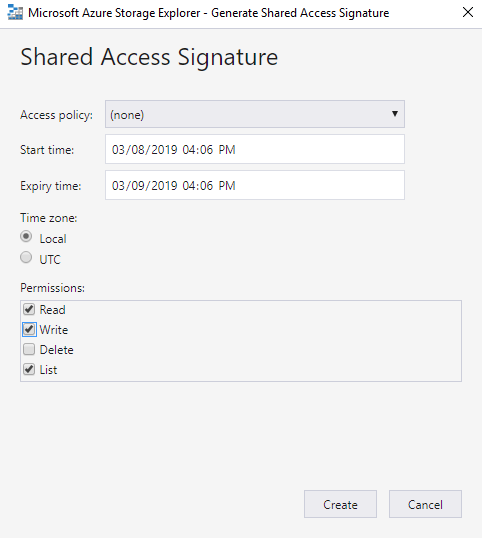 Microsoft Azure Storage Explorer - Generate Shared Access Signature
Shared Access Signature
Access policy: (none)
Start time: 03/08/2019 04:06 PM
Expiry time: 03/09/2019 04:06 PM
Time zone:
Local
UTC
Permissions:
Read
Write
Delete
List
Create Cancel